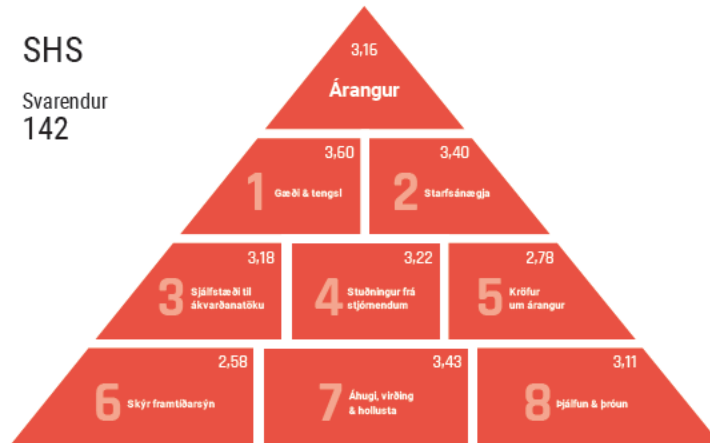 SHS
Svarendur
142
3,16
Árangur
3,60
1 Gæði & tengsl
3,40
2 Starfsánægja
3,18
3 Sjálfstæði til
ákvarðanatöku
3,22
4 Stuðningur frá
stjórnendum
2,78
5 Kröfur
um árangur
2,58
6 Skýr framtíðarsýn
3,43
7 Áhugi, virðing
& hollusta
3,11
8 Þjálfun & þróun